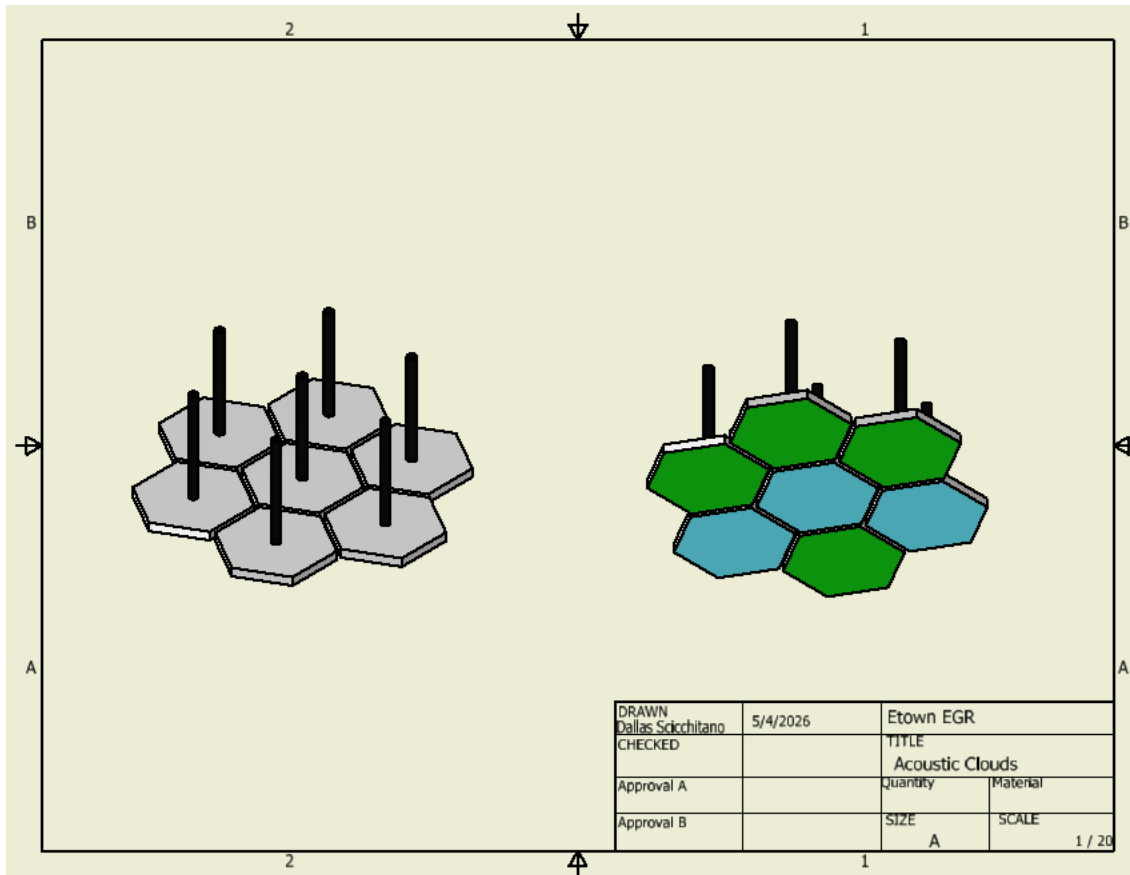 2
1
B
B
A
A
DRAWN
Dallas Scicchitano
5/4/2026
Etown EGR
CHECKED
TITLE
Acoustic Clouds
Approval A
Quantity
Material
Approval B
SIZE
A
SCALE
1 / 20
2
1